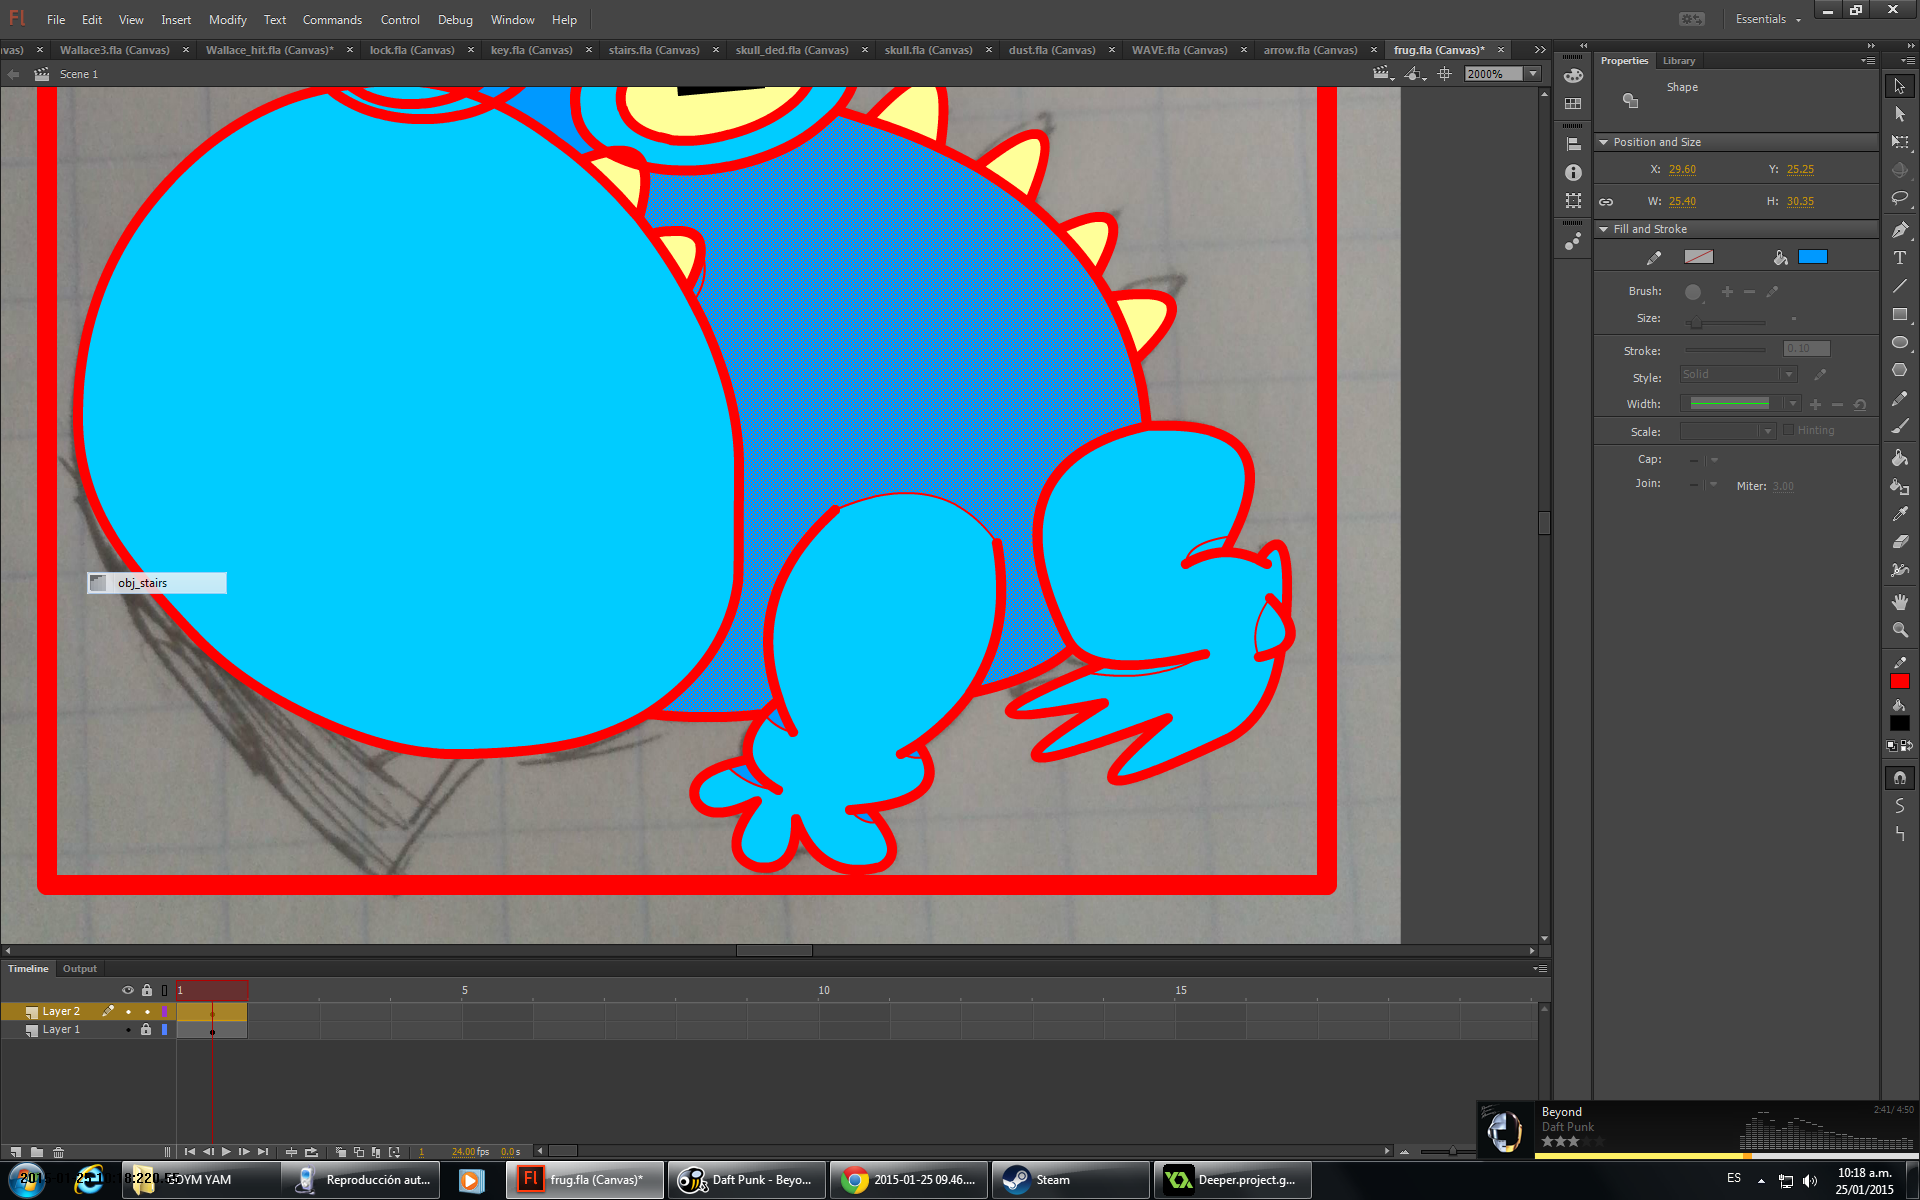 Fl File Edit View Insert Modify Text Commands Control Debug Window Help Essentials
vas) × Wallace3.fla (Canvas) × Wallace_hit.fla (Canvas)* × lock.fla (Canvas) × key.fla (Canvas) × stairs.fla (Canvas) × skull_ded.fla (Canvas) × skull.fla (Canvas) × dust.fla (Canvas) × WAVE.fla (Canvas) × arrow.fla (Canvas) × frug.fla (Canvas)* ×
Scene 1 2000%
Properties Library
Shape
Position and Size
X: 29.60 Y: 25.25
W: 25.40 H: 30.35
Fill and Stroke
Brush:
Size:
Stroke: 0.10
Style: Solid
Width:
Scale: Hinting
Cap:
Join: Miter: 3.00
obj_stairs
Timeline Output
1 5 10 15
Layer 2
Layer 1
1 24.00 fps 0.0 s
Beyond 2:41/ 4:50
Daft Punk
YAM
Reproducción aut...
Fl frug.fla (Canvas)*
Daft Punk - Beyo...
2015-01-25 09.46....
Steam
Deeper.project.g...
ES
10:18 a.m.
25/01/2015